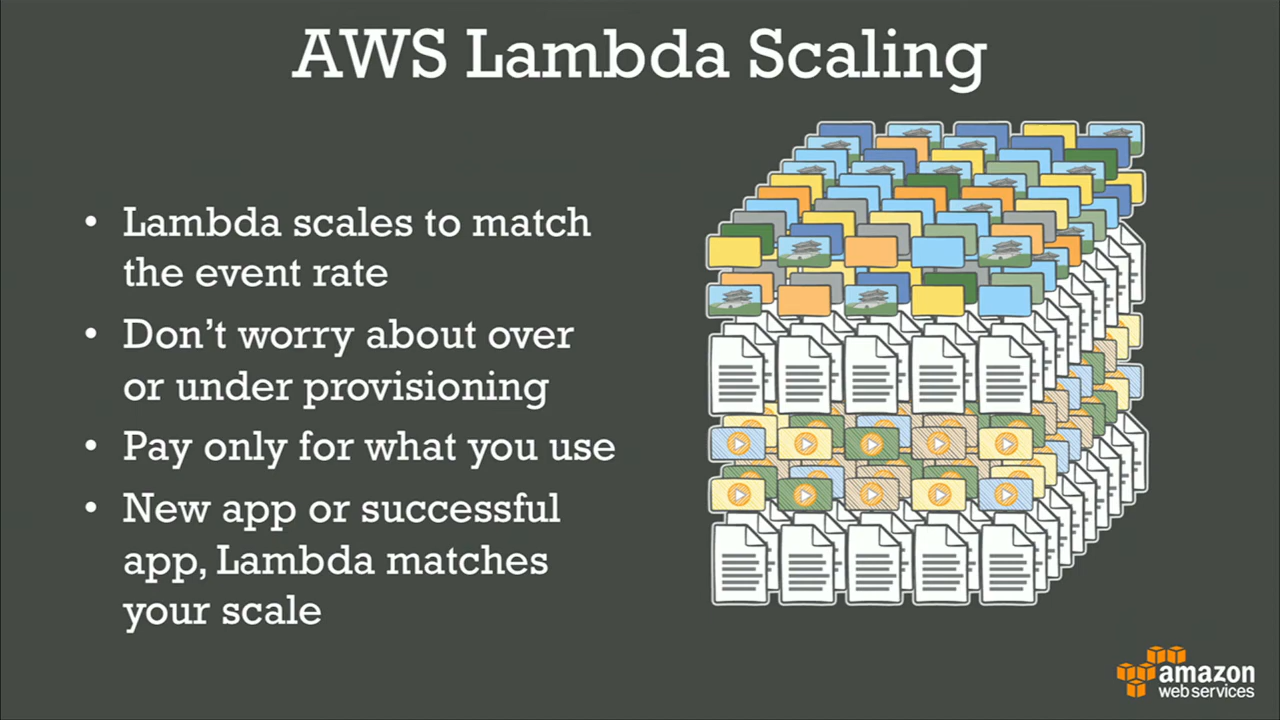 AWS Lambda Scaling
• Lambda scales to match
the event rate
• Don't worry about over
or under provisioning
• Pay only for what you use
• New app or successful
app, Lambda matches
your scale
amazon
web services